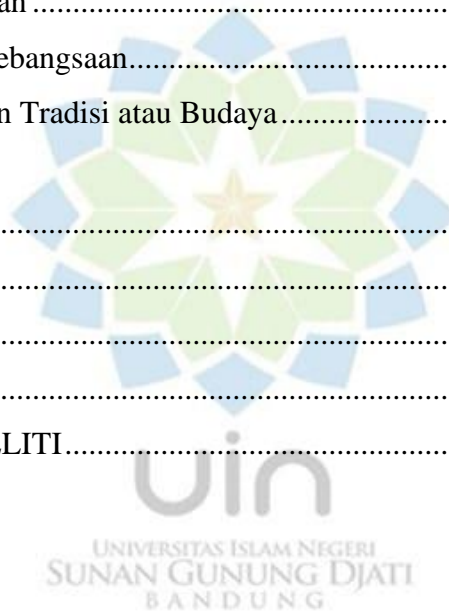 an ........................................................
ebangsaan..............................................
n Tradisi atau Budaya..........................
..............................................................
..............................................................
..............................................................
..............................................................
LITI.......................................................
uin
UNIVERSITAS ISLAM NEGERI
SUNAN GUNUNG DJATI
BANDUNG